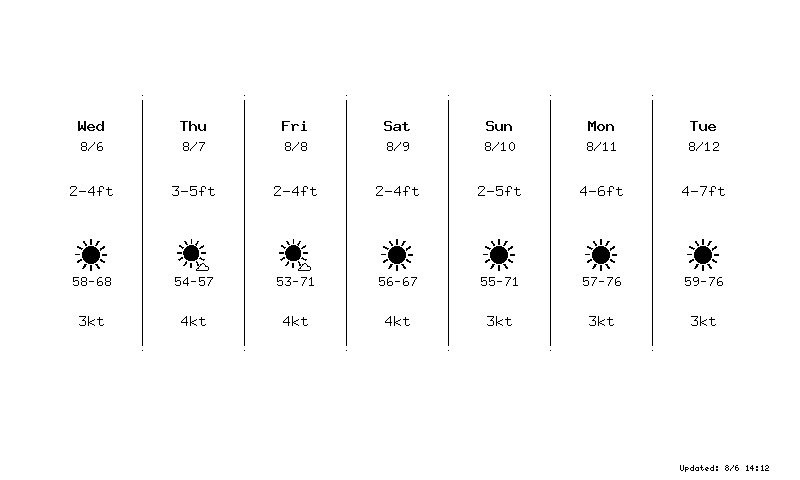 Wed Thu Fri Sat Sun Mon Tue
8/6 8/7 8/8 8/9 8/10 8/11 8/12
2-4ft 3-5ft 2-4ft 2-4ft 2-5ft 4-6ft 4-7ft
58-68 54-57 53-71 56-67 55-71 57-76 59-76
3kt 4kt 4kt 4kt 3kt 3kt 3kt
Updated: 8/6 14:12